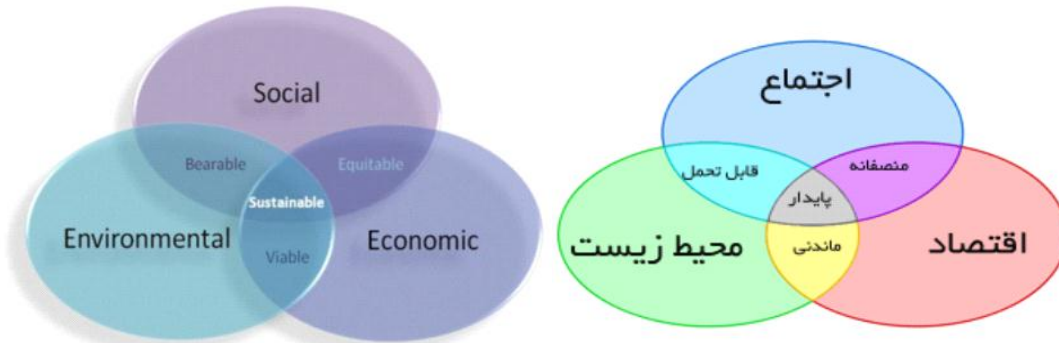 Social
Bearable
Equitable
Sustainable
Environmental
Economic
Viable
اجتماع
قابل تحمل
منصفانه
پایدار
محیط زیست
ماندنی
اقتصاد